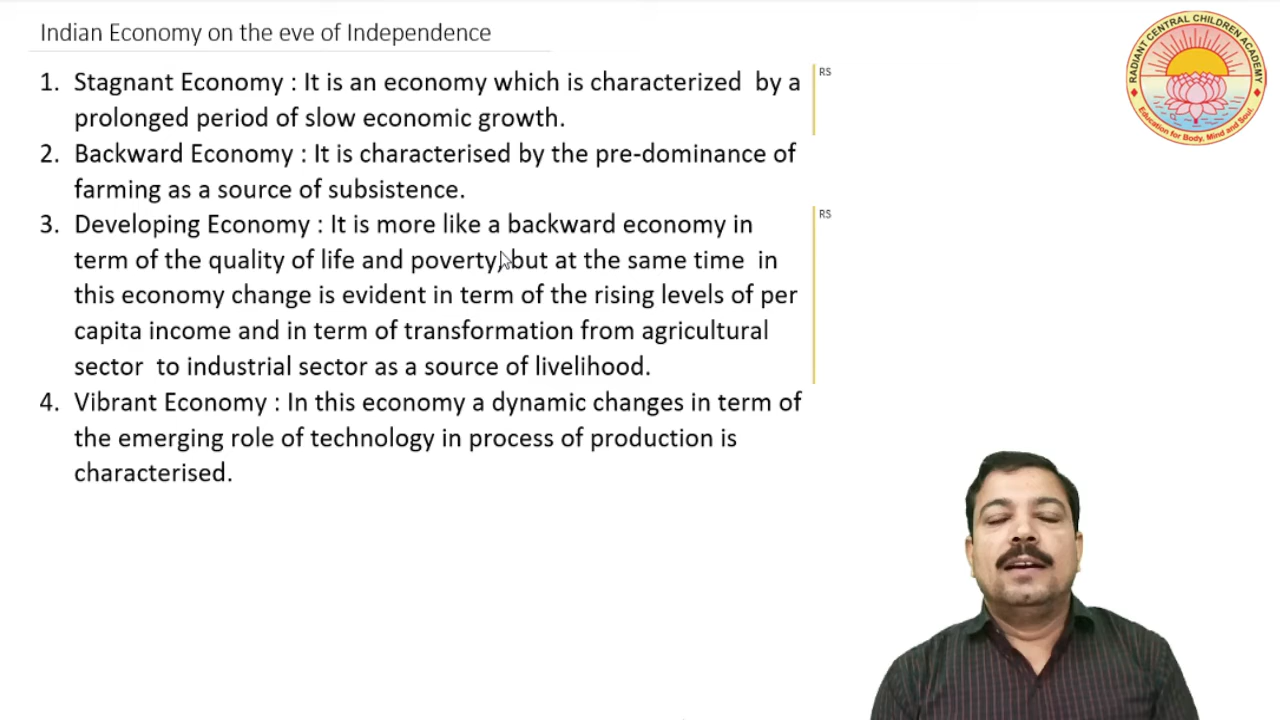 Indian Economy on the eve of Independence
1. Stagnant Economy : It is an economy which is characterized by a
prolonged period of slow economic growth.
RS
2. Backward Economy : It is characterised by the pre-dominance of
farming as a source of subsistence.
3. Developing Economy : It is more like a backward economy in
RS
term of the quality of life and poverty, but at the same time in
this economy change is evident in term of the rising levels of per
capita income and in term of transformation from agricultural
sector to industrial sector as a source of livelihood.
4. Vibrant Economy : In this economy a dynamic changes in term of
the emerging role of technology in process of production is
characterised.
RADIANT CENTRAL CHILDREN ACADEMY
Education for Body, Mind and Soul.